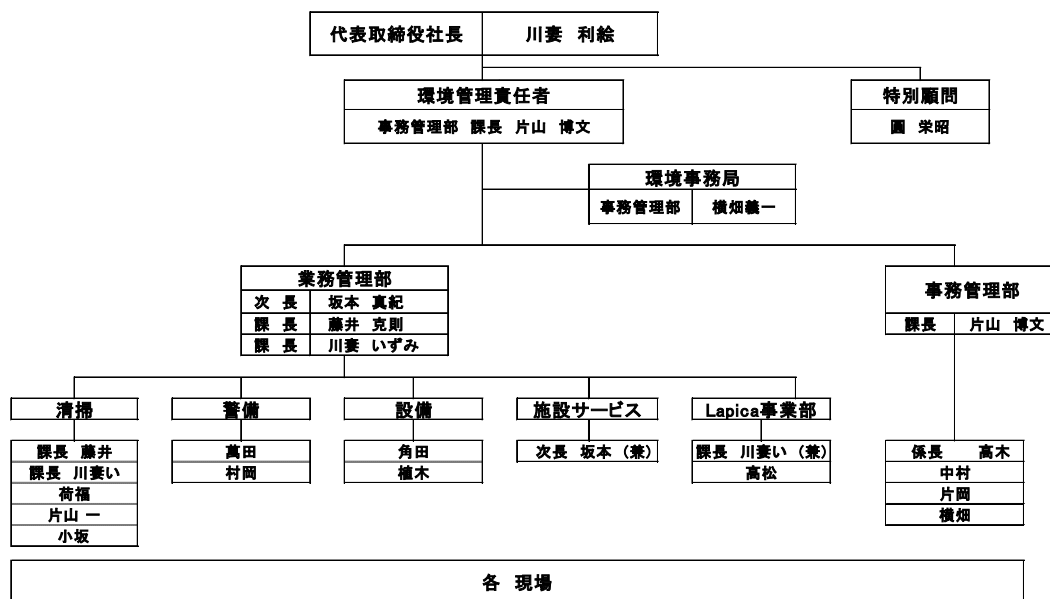 代表取締役社長 川妻 利絵
環境管理責任者
事務管理部 課長 片山 博文
特別顧問
圓 栄昭
環境事務局
事務管理部 横畑義一
業務管理部
次 長 坂本 真紀
課 長 藤井 克則
課 長 川妻 いずみ
事務管理部
課長 片山 博文
清掃
課長 藤井
課長 川妻い
荷福
片山 一
小坂
警備
萬田
村岡
設備
角田
植木
施設サービス
次長 坂本 (兼)
Lapica事業部
課長 川妻い (兼)
高松
係長 高木
中村
片岡
横畑
各 現場